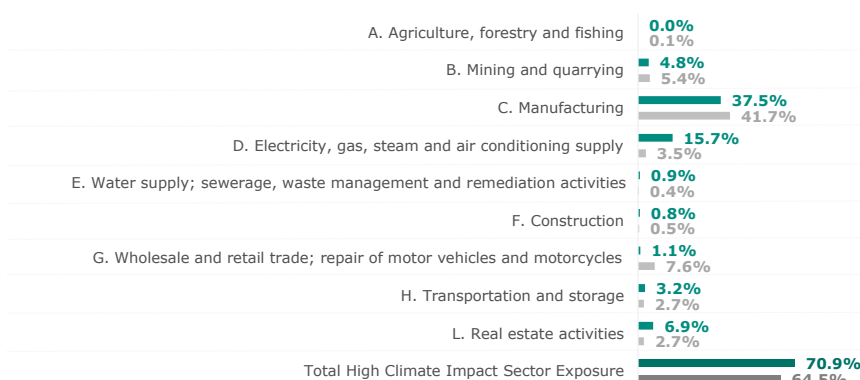 A. Agriculture, forestry and fishing 0.0%
0.1%
B. Mining and quarrying 4.8%
5.4%
C. Manufacturing 37.5%
41.7%
D. Electricity, gas, steam and air conditioning supply 15.7%
3.5%
E. Water supply; sewerage, waste management and remediation activities 0.9%
0.4%
F. Construction 0.8%
0.5%
G. Wholesale and retail trade; repair of motor vehicles and motorcycles 1.1%
7.6%
H. Transportation and storage 3.2%
2.7%
L. Real estate activities 6.9%
2.7%
Total High Climate Impact Sector Exposure 70.9%
64.5%